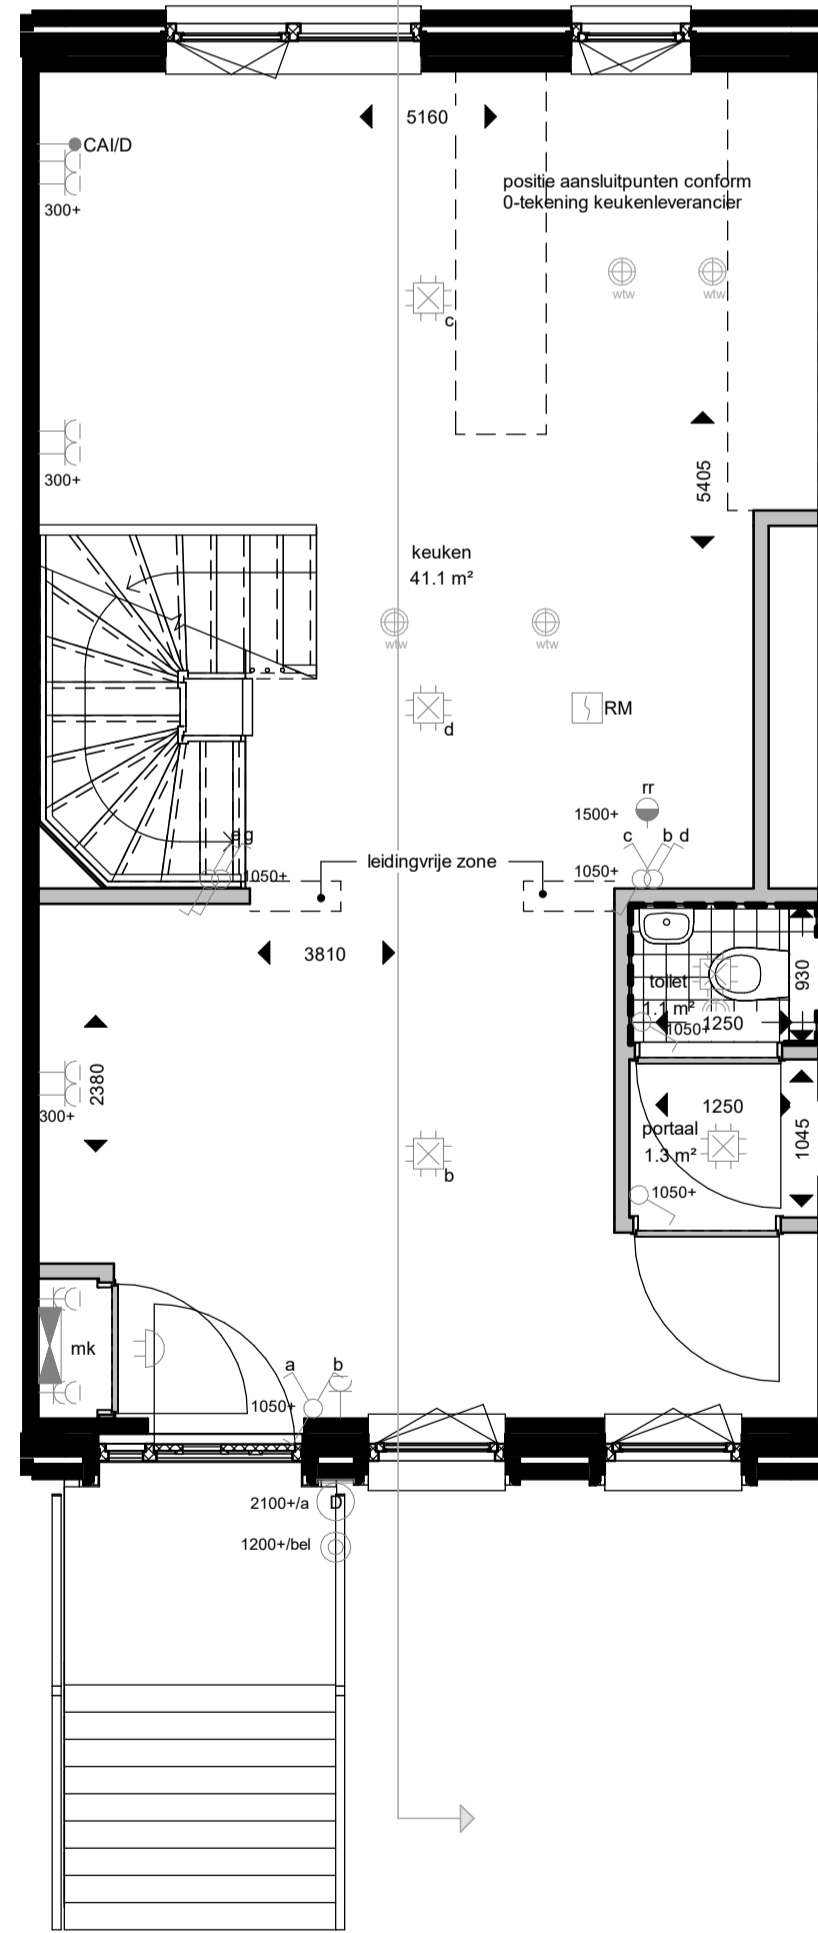 5160
CAI/D
300+
positie aansluitpunten conform
0-tekening keukenleverancier
wtw
wtw
c
300+
5405
keuken
41.1 m²
wtw
wtw
d
RM
rr
1500+
c
b d
e g
1050+
leidingvrije zone
1050+
3810
toilet
1.1 m²
930
1250
1050+
2380
300+
1250
portaal
1.3 m²
1045
1050+
b
mk
a
b
1050+
2100+/a
D
1200+/bel